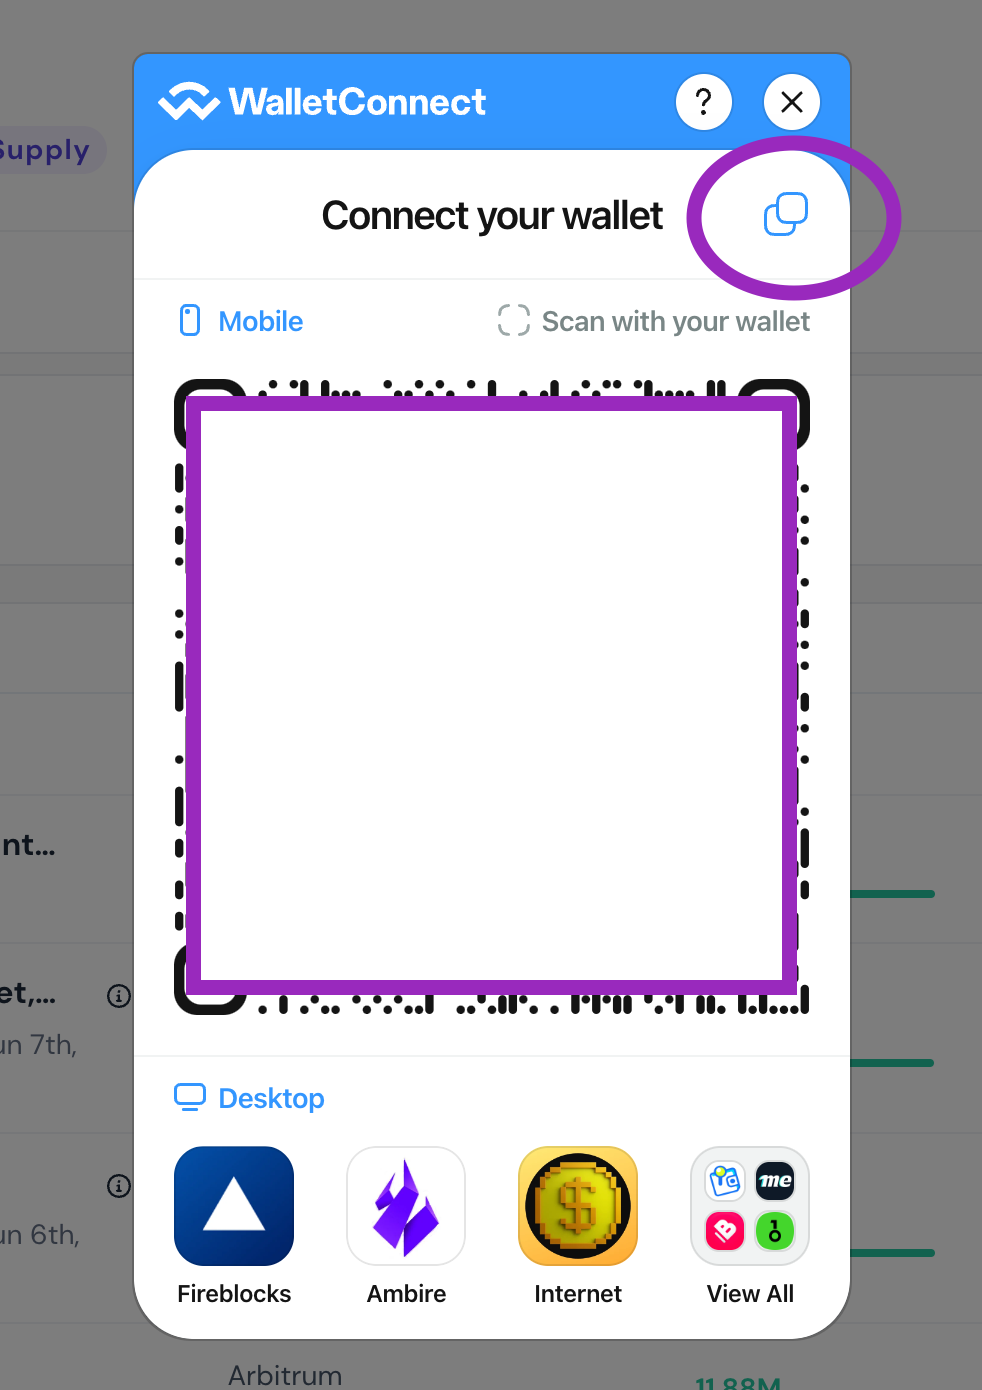 WalletConnect
?
Supply
Connect your wallet
Mobile
Scan with your wallet
nt...
et,...
un 7th,
Desktop
me
un 6th,
Fireblocks
Ambire
Internet
View All
Arbitrum
11.88M